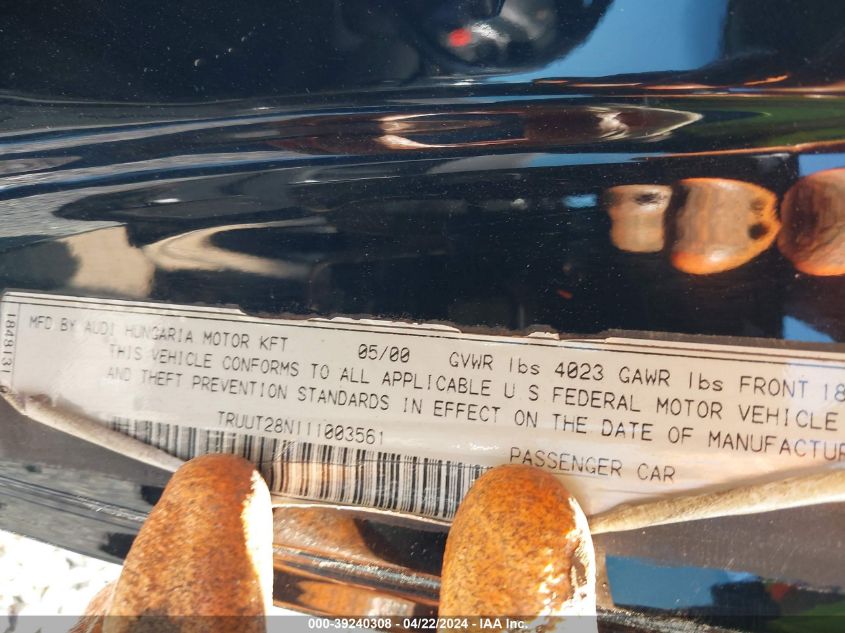 MFD BY AUDI HUNGARIA MOTOR KFT 05/00 GVWR lbs 4023 GAWR lbs FRONT 18
THIS VEHICLE CONFORMS TO ALL APPLICABLE U.S FEDERAL MOTOR VEHICLE
AND THEFT PREVENTION STANDARDS IN EFFECT ON THE DATE OF MANUFACTUR
TRUUT28N111003561
PASSENGER CAR
000-39240308 - 04/22/2024 - IAA Inc.